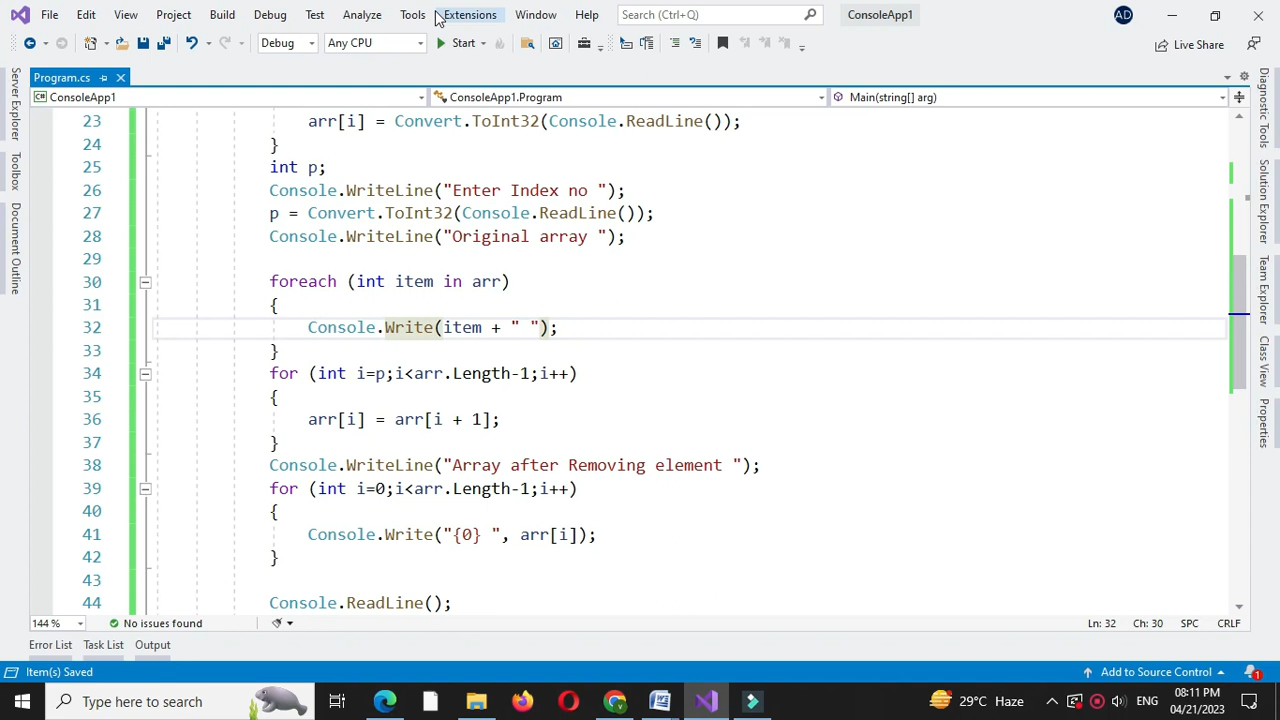 File Edit View Project Build Debug Test Analyze Tools Extensions Window Help Search (Ctrl+Q) ConsoleApp1 AD
Debug Any CPU Start Live Share
Program.cs
ConsoleApp1 ConsoleApp1.Program Main(string[] arg)
23 arr[i] = Convert.ToInt32(Console.ReadLine());
24 }
25 int p;
26 Console.WriteLine("Enter Index no ");
27 p = Convert.ToInt32(Console.ReadLine());
28 Console.WriteLine("Original array ");
29
30 foreach (int item in arr)
31 {
32 Console.Write(item + " ");
33 }
34 for (int i=p;i<arr.Length-1;i++)
35 {
36 arr[i] = arr[i + 1];
37 }
38 Console.WriteLine("Array after Removing element ");
39 for (int i=0;i<arr.Length-1;i++)
40 {
41 Console.Write("{0} ", arr[i]);
42 }
43
44 Console.ReadLine();
Server Explorer
Toolbox
Document Outline
Diagnostic Tools
Solution Explorer
Team Explorer
Class View
Properties
144 % No issues found Ln: 32 Ch: 30 SPC CRLF
Error List Task List Output
Item(s) Saved Add to Source Control 1
Type here to search 29°C Haze ENG 08:11 PM
04/21/2023